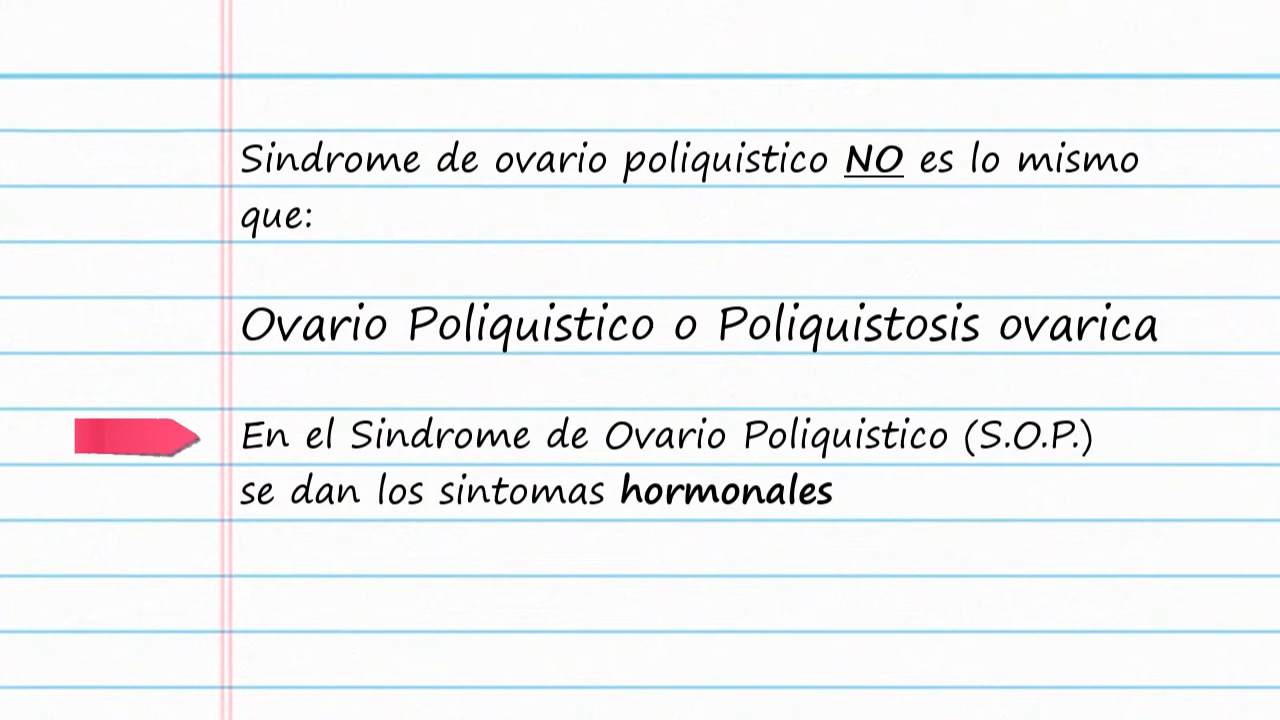 Sindrome de ovario poliquistico NO es lo mismo
que:
Ovario Poliquistico o Poliquistosis ovarica
En el Sindrome de Ovario Poliquistico (S.O.P.)
se dan los sintomas hormonales